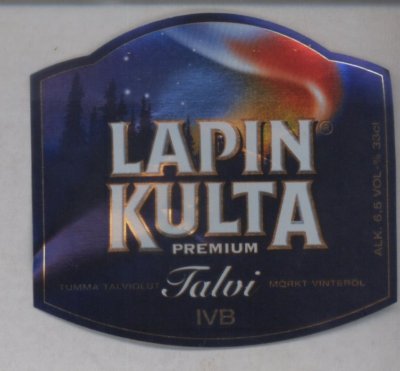 LAPIN®
KULTA
PREMIUM
TUMMA TALVIOLUT Talvi MÖRKT VINTERÖL
IVB
ALK. 6,5 VOL-% 33cl